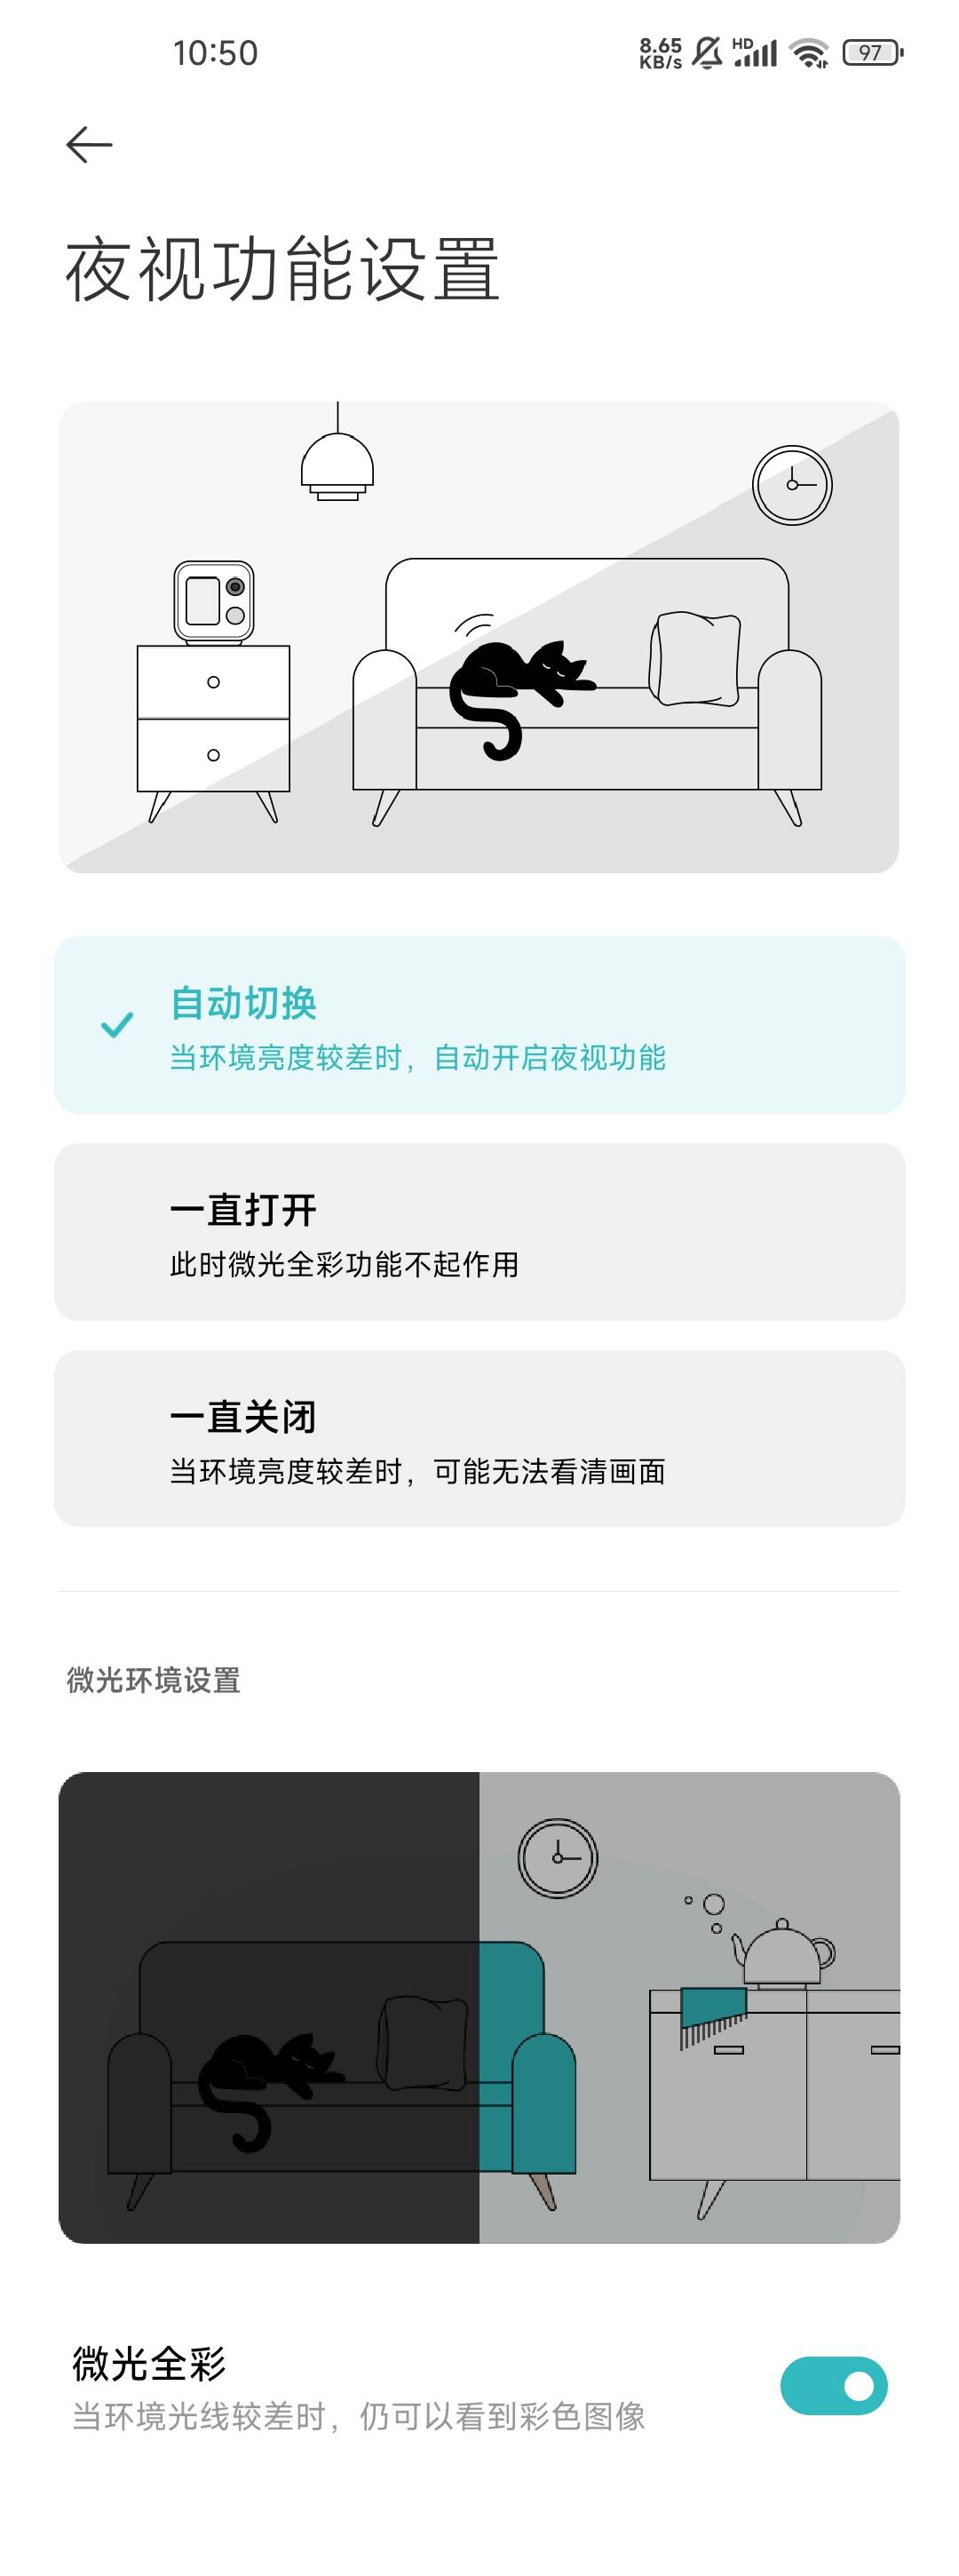 10:50
8.65
KB/s
HD
97
夜视功能设置
自动切换
当环境亮度较差时，自动开启夜视功能
一直打开
此时微光全彩功能不起作用
一直关闭
当环境亮度较差时，可能无法看清画面
微光环境设置
微光全彩
当环境光线较差时，仍可以看到彩色图像